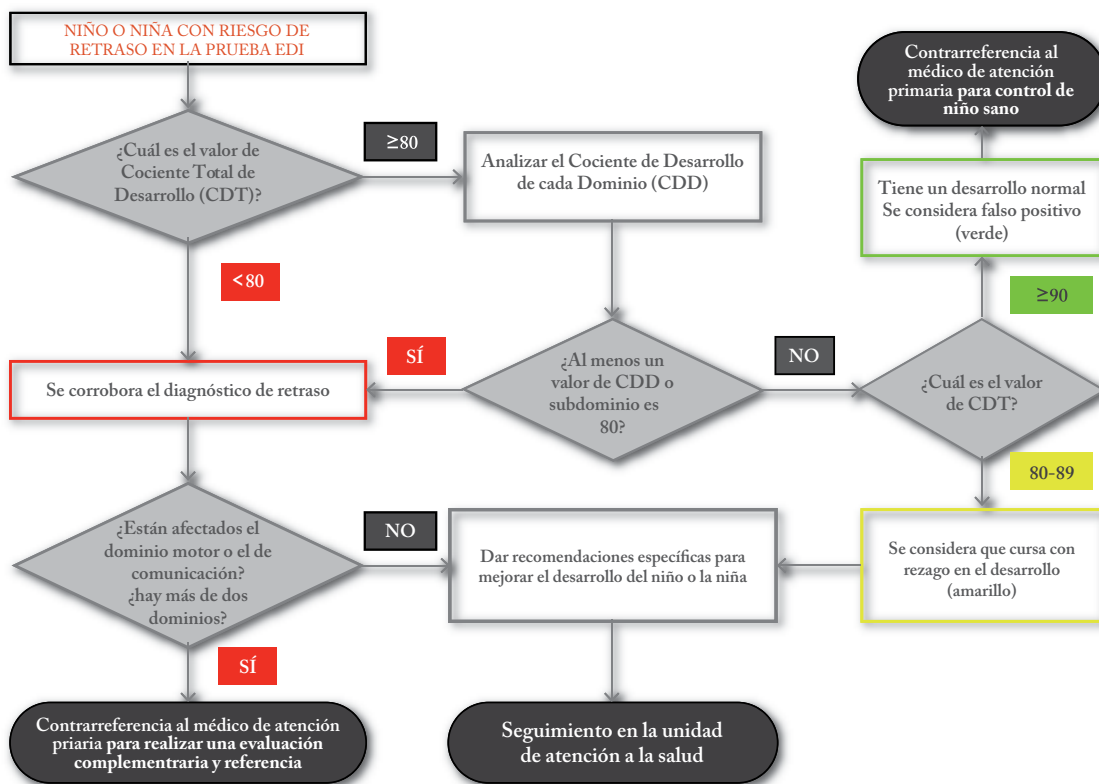 NIÑO O NIÑA CON RIESGO DE
RETRASO EN LA PRUEBA EDI
¿Cuál es el valor de
Cociente Total de
Desarrollo (CDT)?
≥80
Analizar el Cociente de Desarrollo
de cada Dominio (CDD)
Contrarreferencia al
médico de atención
primaria para control de
niño sano
Tiene un desarrollo normal
Se considera falso positivo
(verde)
<80
≥90
Se corrobora el diagnóstico de retraso
SÍ
¿Al menos un
valor de CDD o
subdominio es
80?
NO
¿Cuál es el valor
de CDT?
80-89
¿Están afectados el
dominio motor o el de
comunicación?
¿hay más de dos
dominios?
NO
Dar recomendaciones específicas para
mejorar el desarrollo del niño o la niña
Se considera que cursa con
rezago en el desarrollo
(amarillo)
SÍ
Contrarreferencia al médico de atención
priaria para realizar una evaluación
complementraria y referencia
Seguimiento en la unidad
de atención a la salud